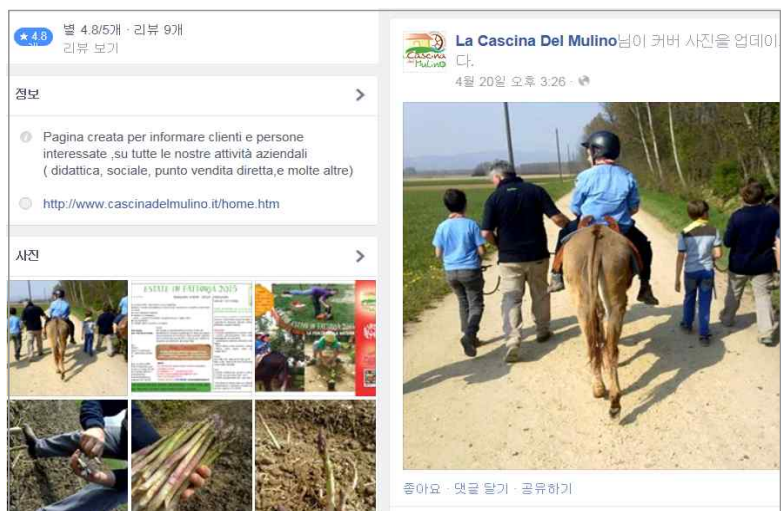 ★ 4.8
별 4.8/5개 · 리뷰 9개
리뷰 보기
정보
Pagina creata per informare clienti e persone
interessate ,su tutte le nostre attività aziendali
( didattica, sociale, punto vendita diretta,e molte altre)
http://www.cascinadelmulino.it/home.htm
사진
ESTATE IN FATTORIA 2015
La Cascina Del Mulino님이 커버 사진을 업데이
다.
4월 20일 오후 3:26 ·
좋아요 · 댓글 달기 · 공유하기